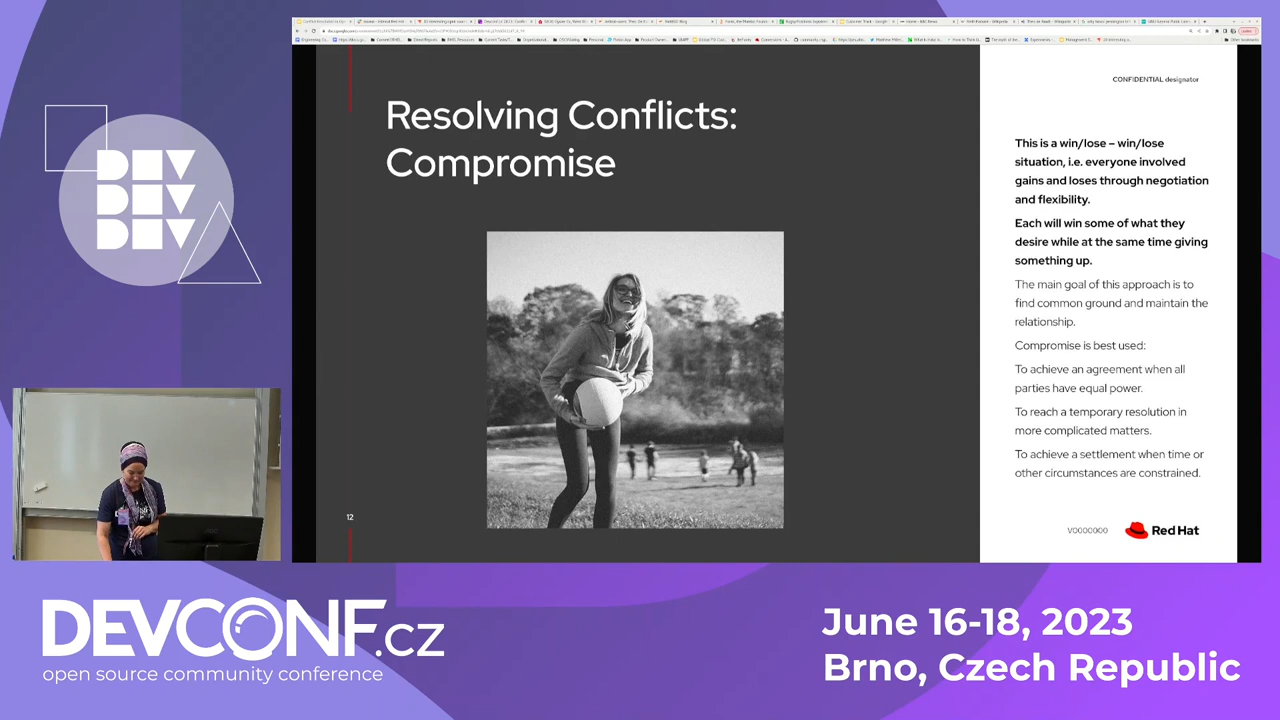 DEV
DEV
DEV
Resolving Conflicts:
Compromise
12
CONFIDENTIAL designator
This is a win/lose – win/lose
situation, i.e. everyone involved
gains and loses through negotiation
and flexibility.
Each will win some of what they
desire while at the same time giving
something up.
The main goal of this approach is to
find common ground and maintain the
relationship.
Compromise is best used:
To achieve an agreement when all
parties have equal power.
To reach a temporary resolution in
more complicated matters.
To achieve a settlement when time or
other circumstances are constrained.
V0000000
Red Hat
DEVCONF.cz
open source community conference
June 16-18, 2023
Brno, Czech Republic